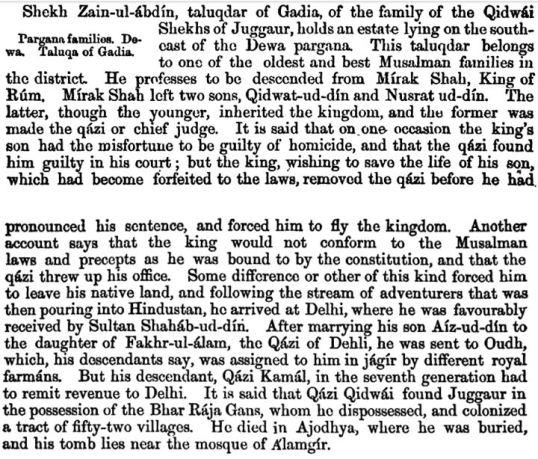 Shekh Zain-ul-ábdín, taluqdar of Gadia, of the family of the Qidwái
Pargana families. De-
wa. Taluqa of Gadia.
Shekhs of Juggaur, holds an estate lying on the south-
east of the Dewa pargana. This taluqdar belongs
to one of the oldest and best Musalman families in
the district. He professes to be descended from Mírak Shah, King of
Rúm. Mírak Shah left two sons, Qidwat-ud-dín and Nusrat ud-dín. The
latter, though the younger, inherited the kingdom, and the former was
made the qázi or chief judge. It is said that on one occasion the king's
son had the misfortune to be guilty of homicide, and that the qázi found
him guilty in his court; but the king, wishing to save the life of his son,
which had become forfeited to the laws, removed the qázi before he had
pronounced his sentence, and forced him to fly the kingdom. Another
account says that the king would not conform to the Musalman
laws and precepts as he was bound to by the constitution, and that the
qázi threw up his office. Some difference or other of this kind forced him
to leave his native land, and following the stream of adventurers that was
then pouring into Hindustan, he arrived at Delhi, where he was favourably
received by Sultan Shaháb-ud-dín. After marrying his son Aíz-ud-dín to
the daughter of Fakhr-ul-álam, the Qázi of Dehli, he was sent to Oudh,
which, his descendants say, was assigned to him in jágír by different royal
farmáns. But his descendant, Qázi Kamál, in the seventh generation had
to remit revenue to Delhi. It is said that Qázi Qidwái found Juggaur in
the possession of the Bhar Rája Gans, whom he dispossessed, and colonized
a tract of fifty-two villages. He died in Ajodhya, where he was buried,
and his tomb lies near the mosque of Álamgír.